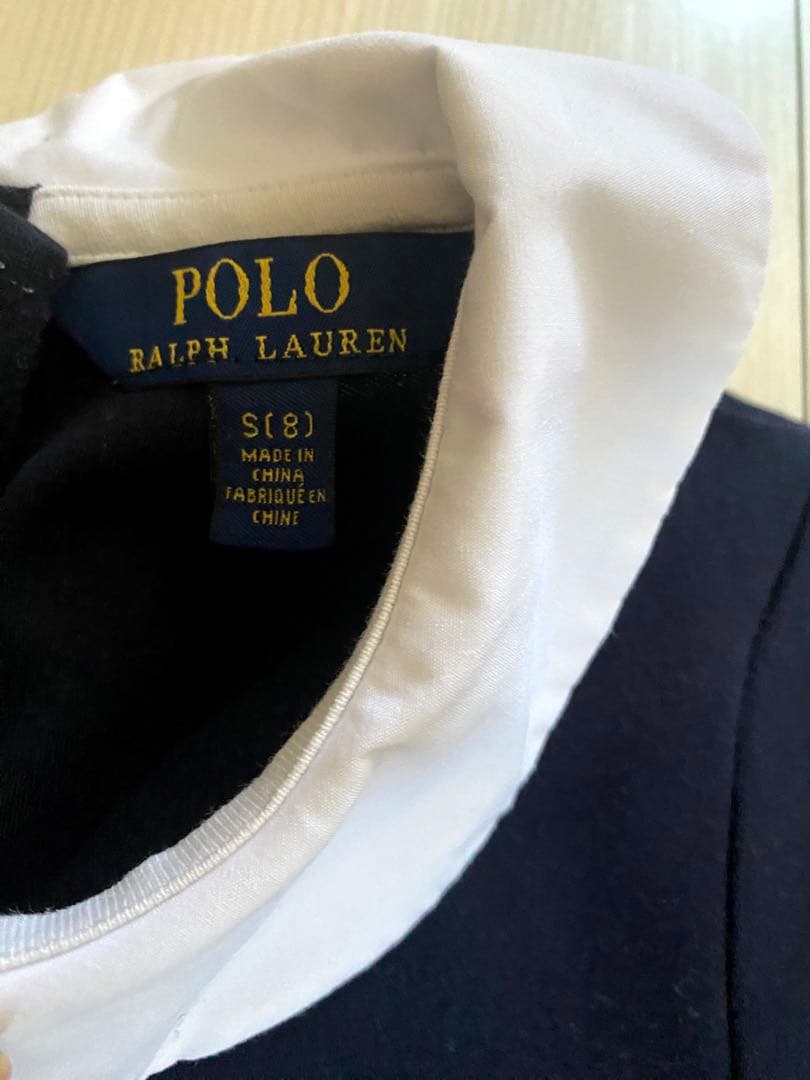 POLO
RALPH LAUREN
S(8)
MADE IN
CHINA
FABRIQUÉ EN
CHINE